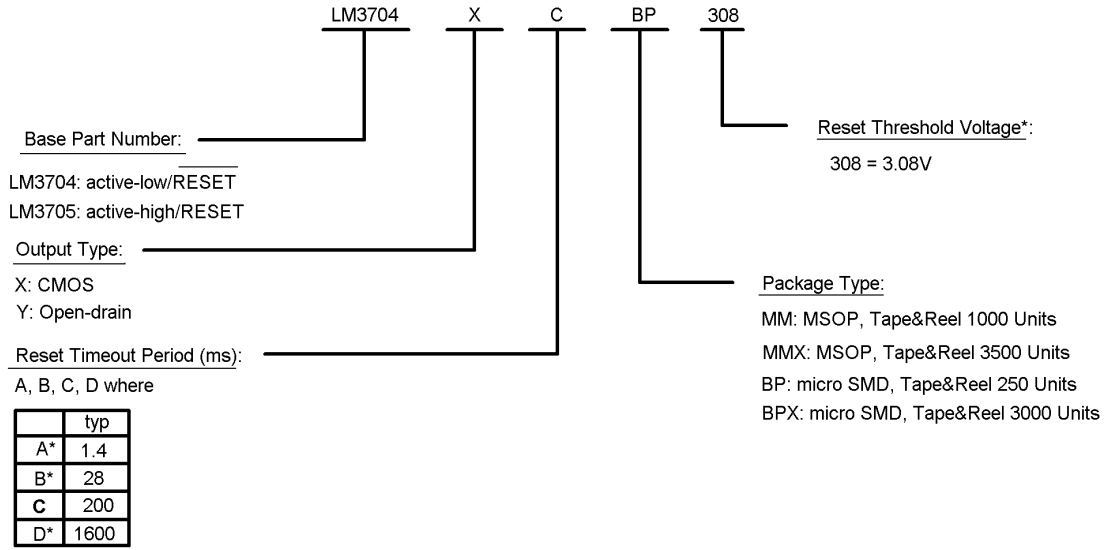 LM3704 X C BP 308
Base Part Number:
LM3704: active-low/RESET
LM3705: active-high/RESET
Output Type:
X: CMOS
Y: Open-drain
Reset Timeout Period (ms):
A, B, C, D where
typ
A* 1.4
B* 28
C 200
D* 1600
Reset Threshold Voltage*:
308 = 3.08V
Package Type:
MM: MSOP, Tape&Reel 1000 Units
MMX: MSOP, Tape&Reel 3500 Units
BP: micro SMD, Tape&Reel 250 Units
BPX: micro SMD, Tape&Reel 3000 Units